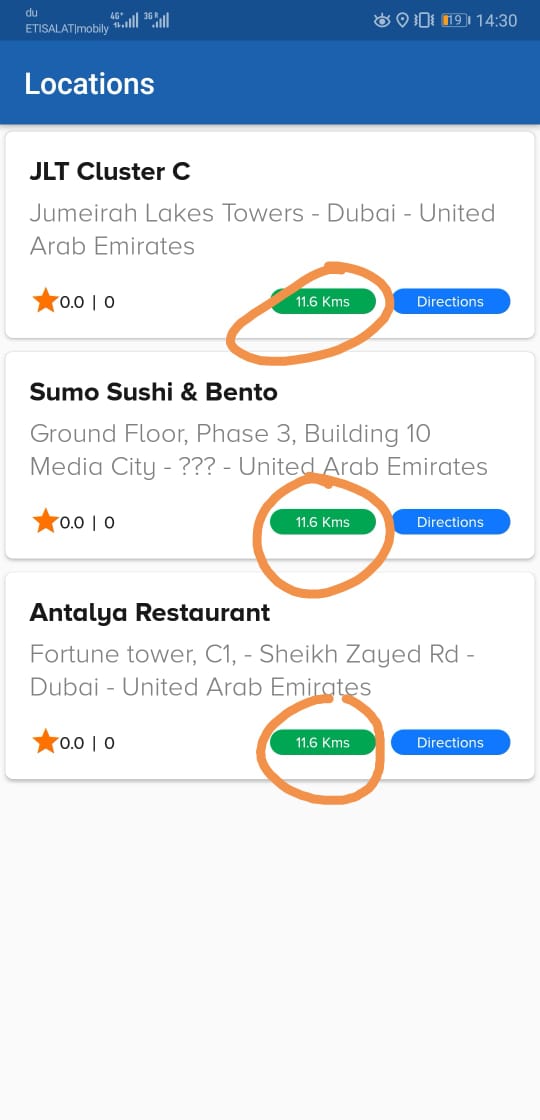 du
ETISALAT|mobily
4G+
3G
19
14:30
Locations
JLT Cluster C
Jumeirah Lakes Towers - Dubai - United
Arab Emirates
0.0 | 0
11.6 Kms
Directions
Sumo Sushi & Bento
Ground Floor, Phase 3, Building 10
Media City - ??? - United Arab Emirates
0.0 | 0
11.6 Kms
Directions
Antalya Restaurant
Fortune tower, C1, - Sheikh Zayed Rd -
Dubai - United Arab Emirates
0.0 | 0
11.6 Kms
Directions